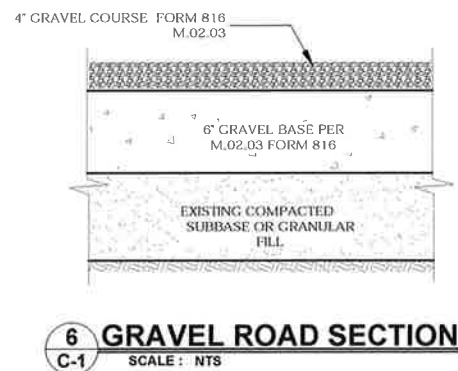 4" GRAVEL COURSE FORM 816
M.02.03
6" GRAVEL BASE PER
M.02.03 FORM 816
EXISTING COMPACTED
SUBBASE OR GRANULAR
FILL
6
C-1
GRAVEL ROAD SECTION
SCALE : NTS